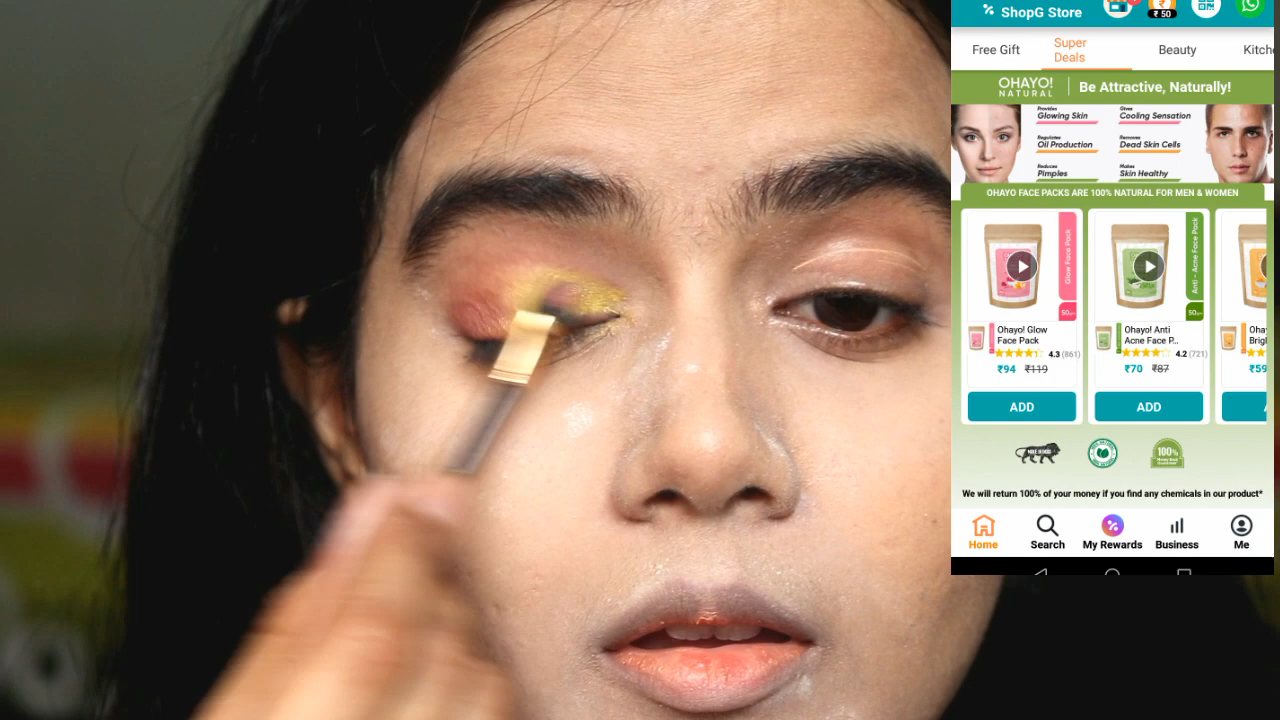 ShopG Store
₹ 50
Free Gift
Super
Deals
Beauty
Kitch
OHAYO!
NATURAL
Be Attractive, Naturally!
Provides
Glowing Skin
Gives
Cooling Sensation
Regulates
Oil Production
Removes
Dead Skin Cells
Reduces
Pimples
Makes
Skin Healthy
OHAYO FACE PACKS ARE 100% NATURAL FOR MEN & WOMEN
Glow Face Pack
Anti - Acne Face Pack
Ohayo! Glow
Face Pack
4.3 (861)
₹94 ₹119
ADD
Ohayo! Anti
Acne Face P...
4.2 (721)
₹70 ₹87
ADD
₹59
100%
We will return 100% of your money if you find any chemicals in our product*
Home
Search
My Rewards
Business
Me